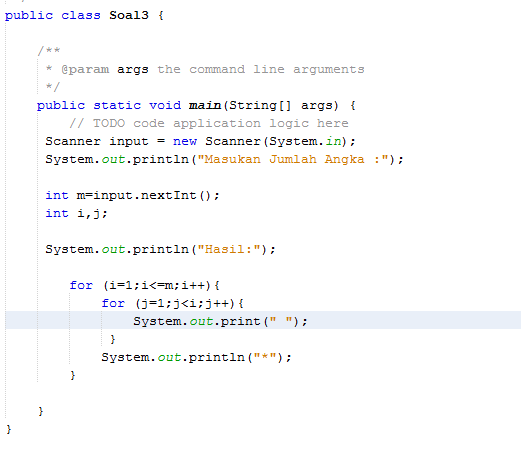 public class Soal3 {
/**
* @param args the command line arguments
*/
public static void main(String[] args) {
// TODO code application logic here
Scanner input = new Scanner(System.in);
System.out.println("Masukan Jumlah Angka :");
int m=input.nextInt();
int i,j;
System.out.println("Hasil:");
for (i=1;i<=m;i++){
for (j=1;j<i;j++){
System.out.print(" ");
}
System.out.println("*");
}
}
}